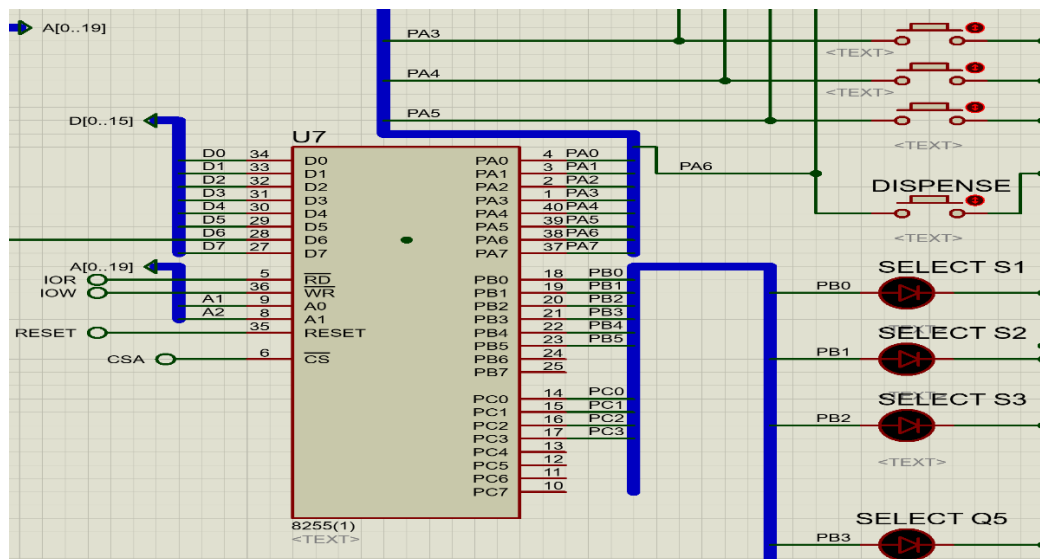 A[0..19]
PA3
<TEXT>
PA4
<TEXT>
PA5
<TEXT>
D[0..15]
U7
D0 34 D0 PA0 4 PA0
D1 33 D1 PA1 3 PA1
D2 32 D2 PA2 2 PA2
D3 31 D3 PA3 1 PA3
D4 30 D4 PA4 40 PA4
D5 29 D5 PA5 39 PA5
D6 28 D6 PA6 38 PA6
D7 27 D7 PA7 37 PA7
PA6
DISPENSE
<TEXT>
A[0..19]
IOR 5 RD PB0 18 PB0
IOW 36 WR PB1 19 PB1
A1 9 A0 PB2 20 PB2
A2 8 A1 PB3 21 PB3
RESET 35 RESET PB4 22 PB4
PB5 23 PB5
CSA 6 CS PB6 24
PB7 25
PC0 14 PC0
PC1 15 PC1
PC2 16 PC2
PC3 17 PC3
PC4 13
PC5 12
PC6 11
PC7 10
8255(1)
<TEXT>
SELECT S1
PB0
<TEXT>
SELECT S2
PB1
<TEXT>
SELECT S3
PB2
<TEXT>
SELECT Q5
PB3